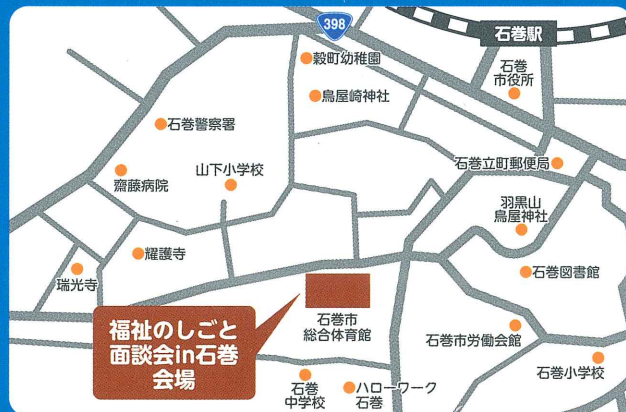 398
石巻駅
穀町幼稚園
石巻
市役所
鳥屋崎神社
石巻警察署
石巻立町郵便局
齋藤病院
山下小学校
羽黒山
鳥屋神社
耀護寺
瑞光寺
石巻図書館
福祉のしごと
面談会in石巻
会場
石巻市
総合体育館
石巻市労働会館
石巻小学校
石巻
中学校
ハローワーク
石巻